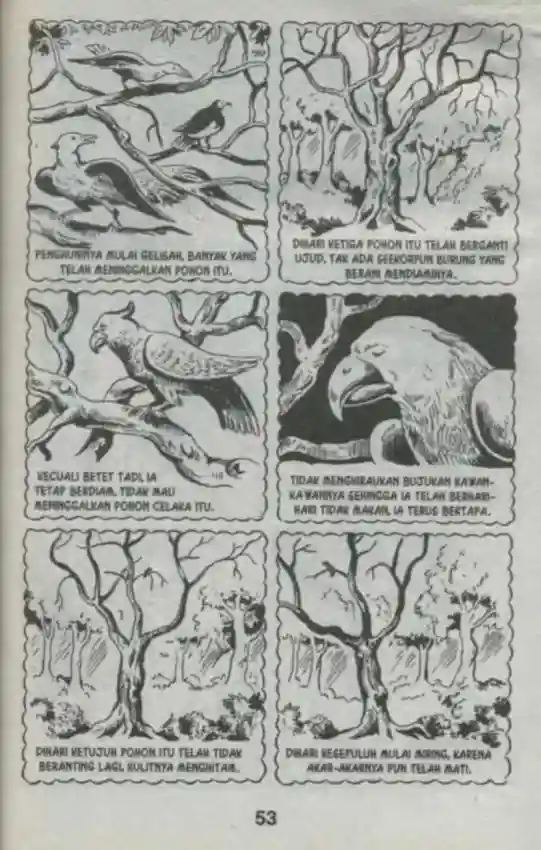 PENGHUNINYA MULAI GELISAH, BANYAK YANG
TELAH MENINGGALKAN POHON ITU.
DIHARI KETIGA POHON ITU TELAH BERGANTI
UJUD, TAK ADA SEEKORPUN BURUNG YANG
BERANI MENDIAMINYA.
KECUALI BETET TADI, IA
TETAP BERDIAM, TIDAK MAU
MENINGGALKAN POHON CELAKA ITU.
TIDAK MENGHIRAUKAN BUJUKAN KAWAN-
KAWANNYA SEHINGGA IA TELAH BERHARI-
HARI TIDAK MAKAN, IA TERUS BERTAPA.
DIHARI KETUJUH POHON ITU TELAH TIDAK
BERANTING LAGI, KULITNYA MENGHITAM.
DIHARI KESEPULUH MULAI MIRING, KARENA
AKAR-AKARNYA PUN TELAH MATI.
53